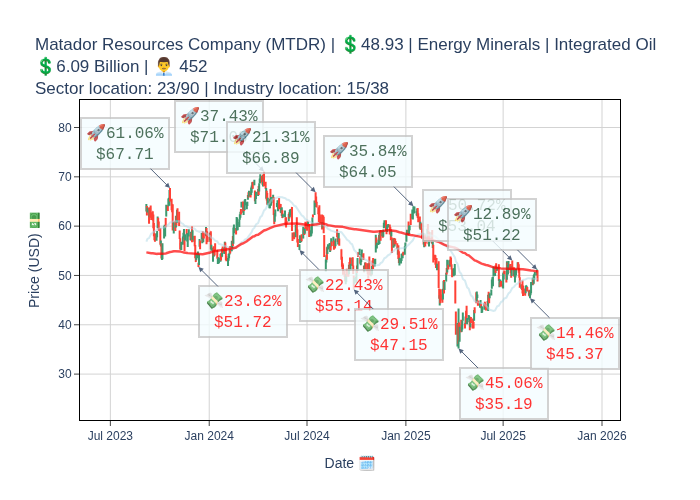 Matador Resources Company (MTDR) | 💲48.93 | Energy Minerals | Integrated Oil
💲6.09 Billion | 👨‍💼 452
Sector location: 23/90 | Industry location: 15/38
🚀61.06%
$67.71
🚀37.43%
🚀21.31%
$66.89
🚀35.84%
$64.05
🚀12.89%
$51.22
💸23.62%
$51.72
💸22.43%
$55.14
💸29.51%
$47.15
💸45.06%
$35.19
💸14.46%
$45.37
80
70
60
50
40
30
Price (USD) 💵
Jul 2023
Jan 2024
Jul 2024
Jan 2025
Jul 2025
Jan 2026
Date 🗓️